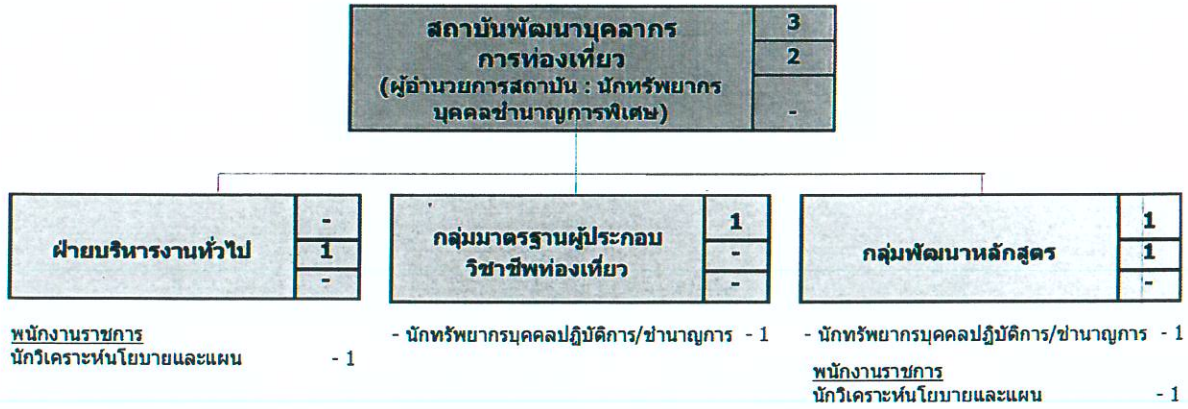 สถาบันพัฒนาบุคลากร
การท่องเที่ยว
(ผู้อำนวยการสถาบัน : นักทรัพยากร
บุคคลชำนาญการพิเศษ)
3
2
-
ฝ่ายบริหารงานทั่วไป
-
1
-
กลุ่มมาตรฐานผู้ประกอบ
วิชาชีพท่องเที่ยว
1
-
-
กลุ่มพัฒนาหลักสูตร
1
1
-
พนักงานราชการ
นักวิเคราะห์นโยบายและแผน - 1
- นักทรัพยากรบุคคลปฏิบัติการ/ชำนาญการ - 1
- นักทรัพยากรบุคคลปฏิบัติการ/ชำนาญการ - 1
พนักงานราชการ
นักวิเคราะห์นโยบายและแผน - 1